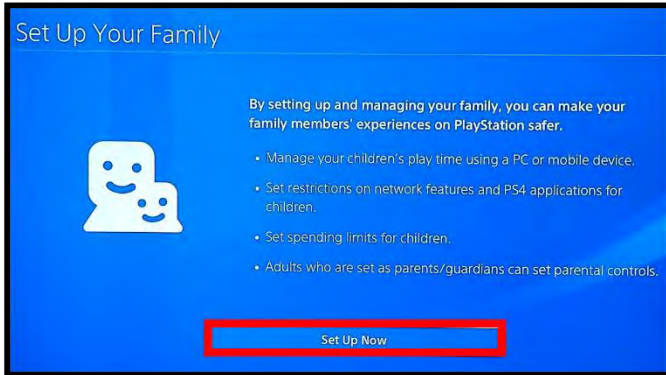 Set Up Your Family
By setting up and managing your family, you can make your
family members' experiences on PlayStation safer.
• Manage your children's play time using a PC or mobile device.
• Set restrictions on network features and PS4 applications for
children.
• Set spending limits for children.
• Adults who are set as parents/guardians can set parental controls.
Set Up Now